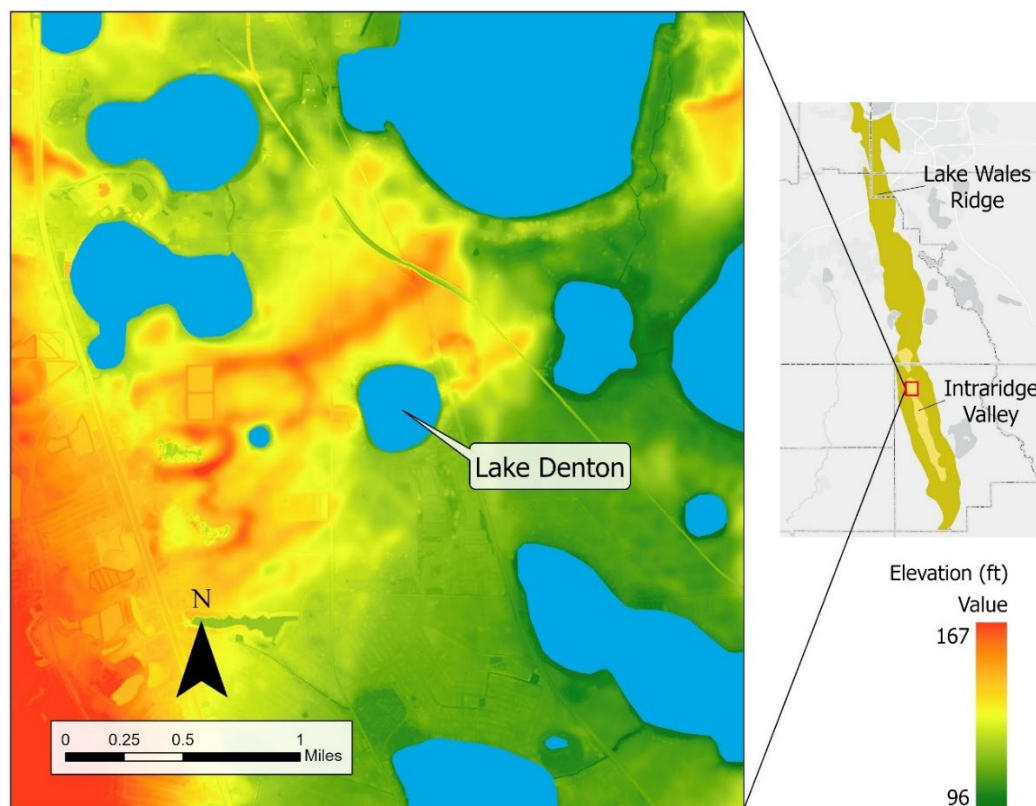 Lake Denton
N
0 0.25 0.5 1
Miles
Lake Wales
Ridge
Intraridge
Valley
Elevation (ft)
Value
167
96